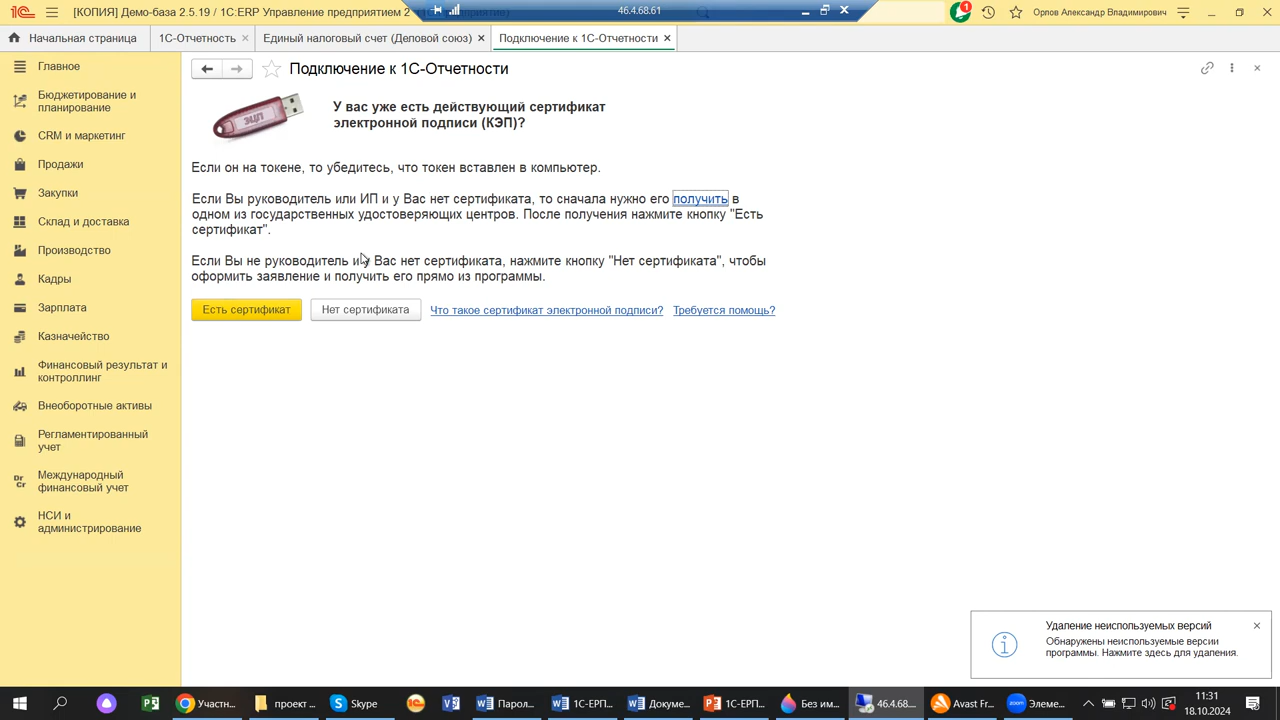 [КОПИЯ] Демо-база 2.5.19 / 1С:ERP Управление предприятием 2
46.4.68.61
1
Орлов Александр Владимирович
Начальная страница
1С-Отчетность
Единый налоговый счет (Деловой союз)
Подключение к 1С-Отчетности
Главное
Бюджетирование и
планирование
CRM и маркетинг
Продажи
Закупки
Склад и доставка
Производство
Кадры
Зарплата
Казначейство
Финансовый результат и
контроллинг
Внеоборотные активы
Регламентированный
учет
Dr
Cr
Международный
финансовый учет
НСИ и
администрирование
Подключение к 1С-Отчетности
ЭЦП
У вас уже есть действующий сертификат
электронной подписи (КЭП)?
Если он на токене, то убедитесь, что токен вставлен в компьютер.
Если Вы руководитель или ИП и у Вас нет сертификата, то сначала нужно его получить в
одном из государственных удостоверяющих центров. После получения нажмите кнопку "Есть
сертификат".
Если Вы не руководитель и у Вас нет сертификата, нажмите кнопку "Нет сертификата", чтобы
оформить заявление и получить его прямо из программы.
Есть сертификат
Нет сертификата
Что такое сертификат электронной подписи?
Требуется помощь?
Удаление неиспользуемых версий
Обнаружены неиспользуемые версии
программы. Нажмите здесь для удаления.
Участн...
проект ...
Skype
Парол...
1С-ЕРП...
Докуме...
1С-ЕРП...
Без им...
46.4.68....
Avast Fr...
zoom
Элеме...
11:31
18.10.2024